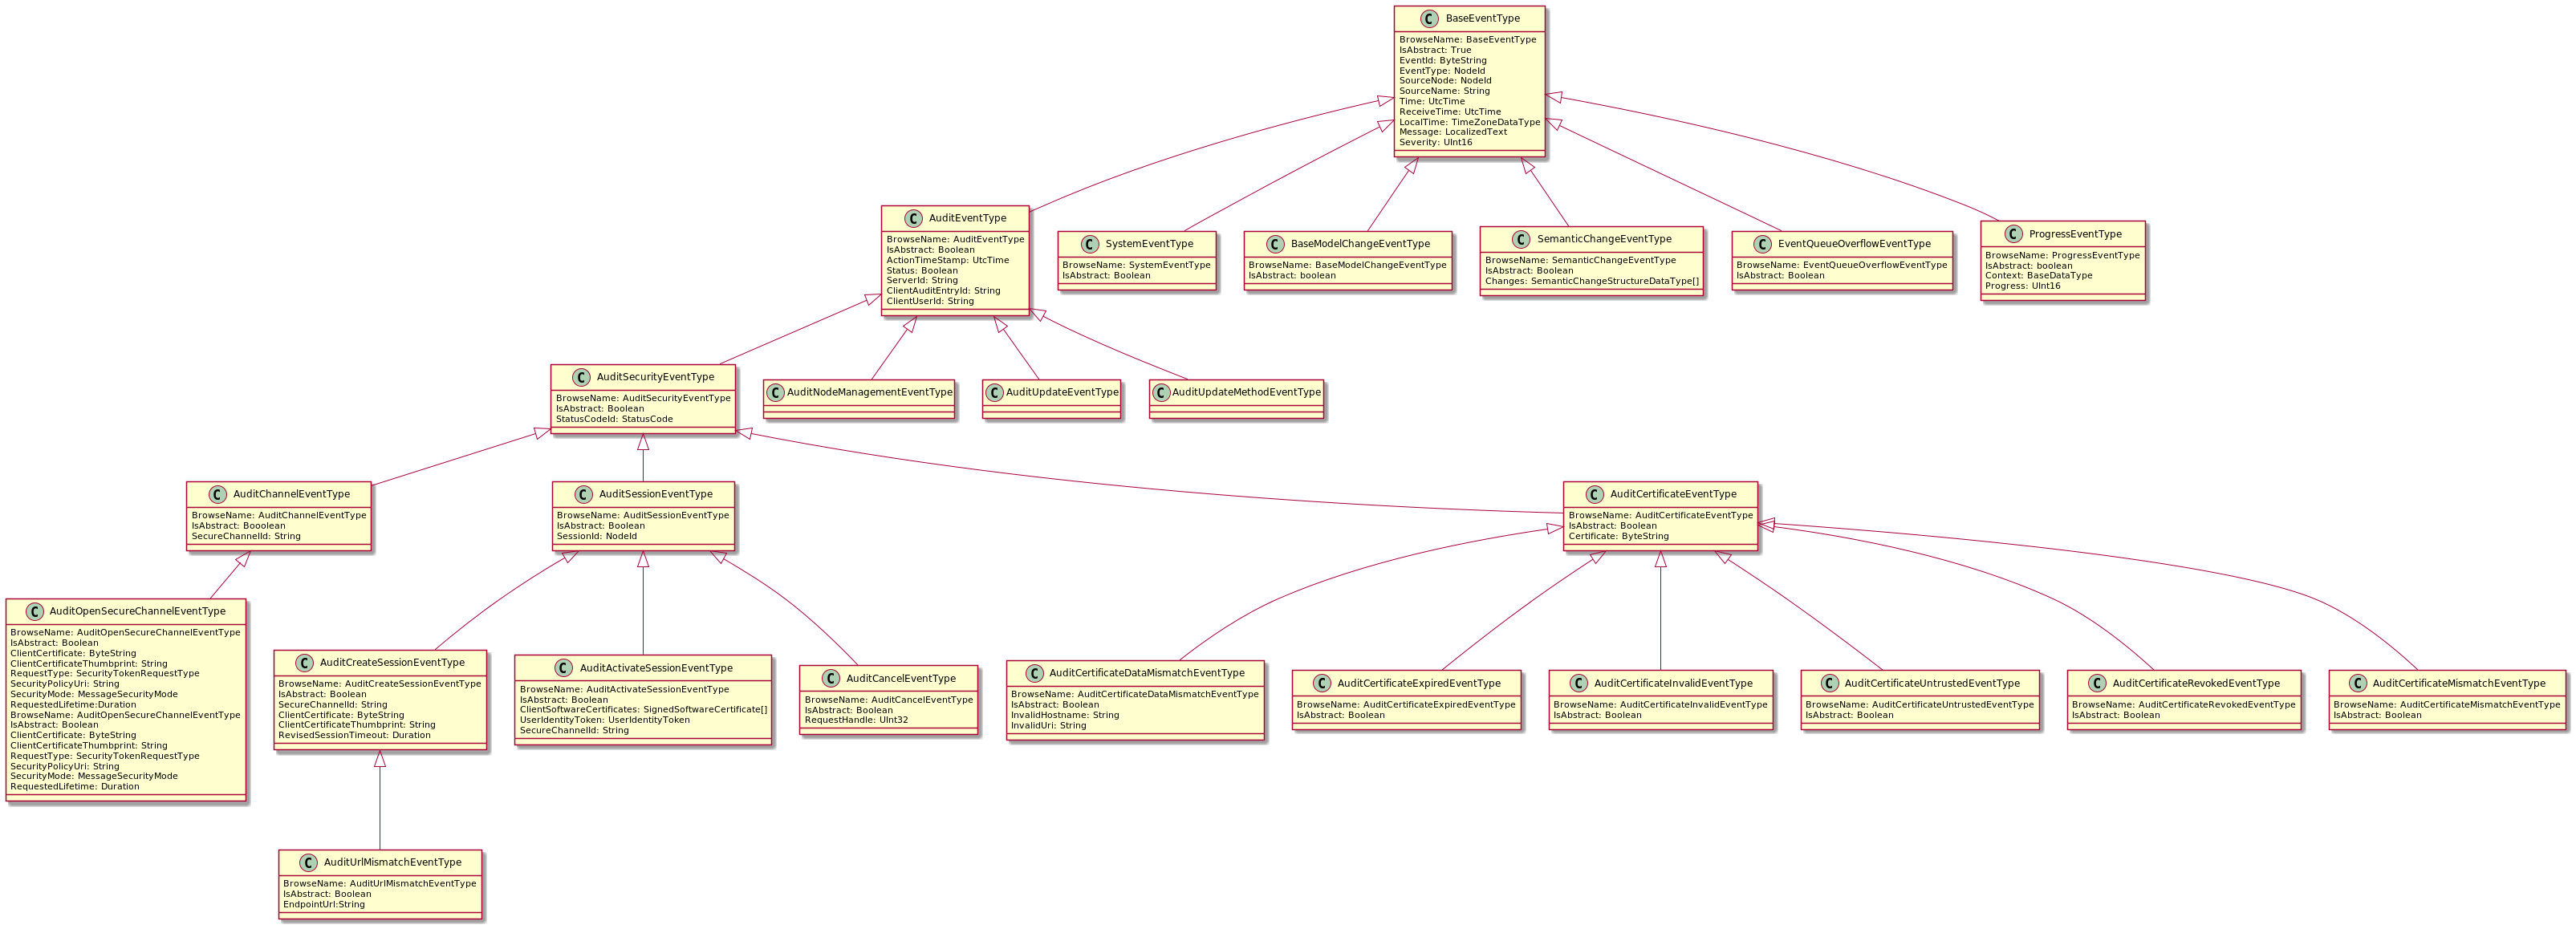 C BaseEventType
BrowseName: BaseEventType
IsAbstract: True
EventId: ByteString
EventType: NodeId
SourceNode: NodeId
SourceName: String
Time: UtcTime
ReceiveTime: UtcTime
LocalTime: TimeZoneDataType
Message: LocalizedText
Severity: UInt16
C AuditEventType
BrowseName: AuditEventType
IsAbstract: Boolean
ActionTimeStamp: UtcTime
Status: Boolean
ServerId: String
ClientAuditEntryId: String
ClientUserId: String
C SystemEventType
BrowseName: SystemEventType
IsAbstract: Boolean
C BaseModelChangeEventType
BrowseName: BaseModelChangeEventType
IsAbstract: boolean
C SemanticChangeEventType
BrowseName: SemanticChangeEventType
IsAbstract: Boolean
Changes: SemanticChangeStructureDataType[]
C EventQueueOverflowEventType
BrowseName: EventQueueOverflowEventType
IsAbstract: Boolean
C ProgressEventType
BrowseName: ProgressEventType
IsAbstract: boolean
Context: BaseDataType
Progress: UInt16
C AuditSecurityEventType
BrowseName: AuditSecurityEventType
IsAbstract: Boolean
StatusCodeId: StatusCode
C AuditNodeManagementEventType
C AuditUpdateEventType
C AuditUpdateMethodEventType
C AuditChannelEventType
BrowseName: AuditChannelEventType
IsAbstract: Booolean
SecureChannelId: String
C AuditSessionEventType
BrowseName: AuditSessionEventType
IsAbstract: Boolean
SessionId: NodeId
C AuditCertificateEventType
BrowseName: AuditCertificateEventType
IsAbstract: Boolean
Certificate: ByteString
C AuditOpenSecureChannelEventType
BrowseName: AuditOpenSecureChannelEventType
IsAbstract: Boolean
ClientCertificate: ByteString
ClientCertificateThumbprint: String
RequestType: SecurityTokenRequestType
SecurityPolicyUri: String
SecurityMode: MessageSecurityMode
RequestedLifetime:Duration
BrowseName: AuditOpenSecureChannelEventType
IsAbstract: Boolean
ClientCertificate: ByteString
ClientCertificateThumbprint: String
RequestType: SecurityTokenRequestType
SecurityPolicyUri: String
SecurityMode: MessageSecurityMode
RequestedLifetime: Duration
C AuditCreateSessionEventType
BrowseName: AuditCreateSessionEventType
IsAbstract: Boolean
SecureChannelId: String
ClientCertificate: ByteString
ClientCertificateThumbprint: String
RevisedSessionTimeout: Duration
C AuditActivateSessionEventType
BrowseName: AuditActivateSessionEventType
IsAbstract: Boolean
ClientSoftwareCertificates: SignedSoftwareCertificate[]
UserIdentityToken: UserIdentityToken
SecureChannelId: String
C AuditCancelEventType
BrowseName: AuditCancelEventType
IsAbstract: Boolean
RequestHandle: UInt32
C AuditCertificateDataMismatchEventType
BrowseName: AuditCertificateDataMismatchEventType
IsAbstract: Boolean
InvalidHostname: String
InvalidUri: String
C AuditCertificateExpiredEventType
BrowseName: AuditCertificateExpiredEventType
IsAbstract: Boolean
C AuditCertificateInvalidEventType
BrowseName: AuditCertificateInvalidEventType
IsAbstract: Boolean
C AuditCertificateUntrustedEventType
BrowseName: AuditCertificateUntrustedEventType
IsAbstract: Boolean
C AuditCertificateRevokedEventType
BrowseName: AuditCertificateRevokedEventType
IsAbstract: Boolean
C AuditCertificateMismatchEventType
BrowseName: AuditCertificateMismatchEventType
IsAbstract: Boolean
C AuditUrlMismatchEventType
BrowseName: AuditUrlMismatchEventType
IsAbstract: Boolean
EndpointUrl:String